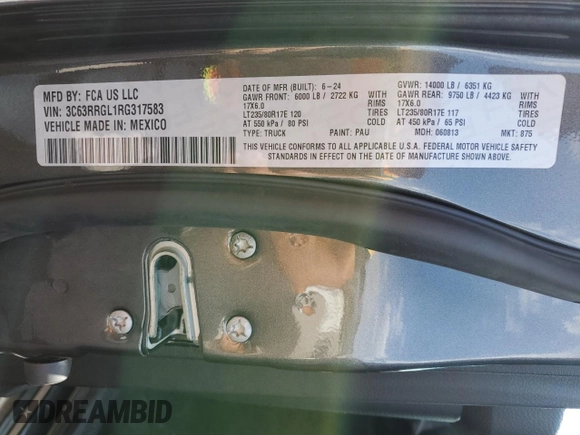 MFD BY: FCA US LLC
VIN: 3C63RRGL1RG317583
VEHICLE MADE IN: MEXICO
DATE OF MFR (BUILT): 6-24
GAWR FRONT: 6000 LB / 2722 KG WITH
17X6.0 RIMS
LT235/80R17E 120 TIRES
AT 550 kPa / 80 PSI COLD
TYPE: TRUCK PAINT: PAU
GVWR: 14000 LB / 6351 KG
GAWR REAR: 9750 LB / 4423 KG WITH
17X6.0 RIMS
LT235/80R17E 117 TIRES
AT 450 kPa / 65 PSI COLD
MDH: 060813 MKT: 875
THIS VEHICLE CONFORMS TO ALL APPLICABLE U.S.A. FEDERAL MOTOR VEHICLE SAFETY
STANDARDS IN EFFECT ON THE DATE OF MANUFACTURE SHOWN ABOVE
DREAMBID